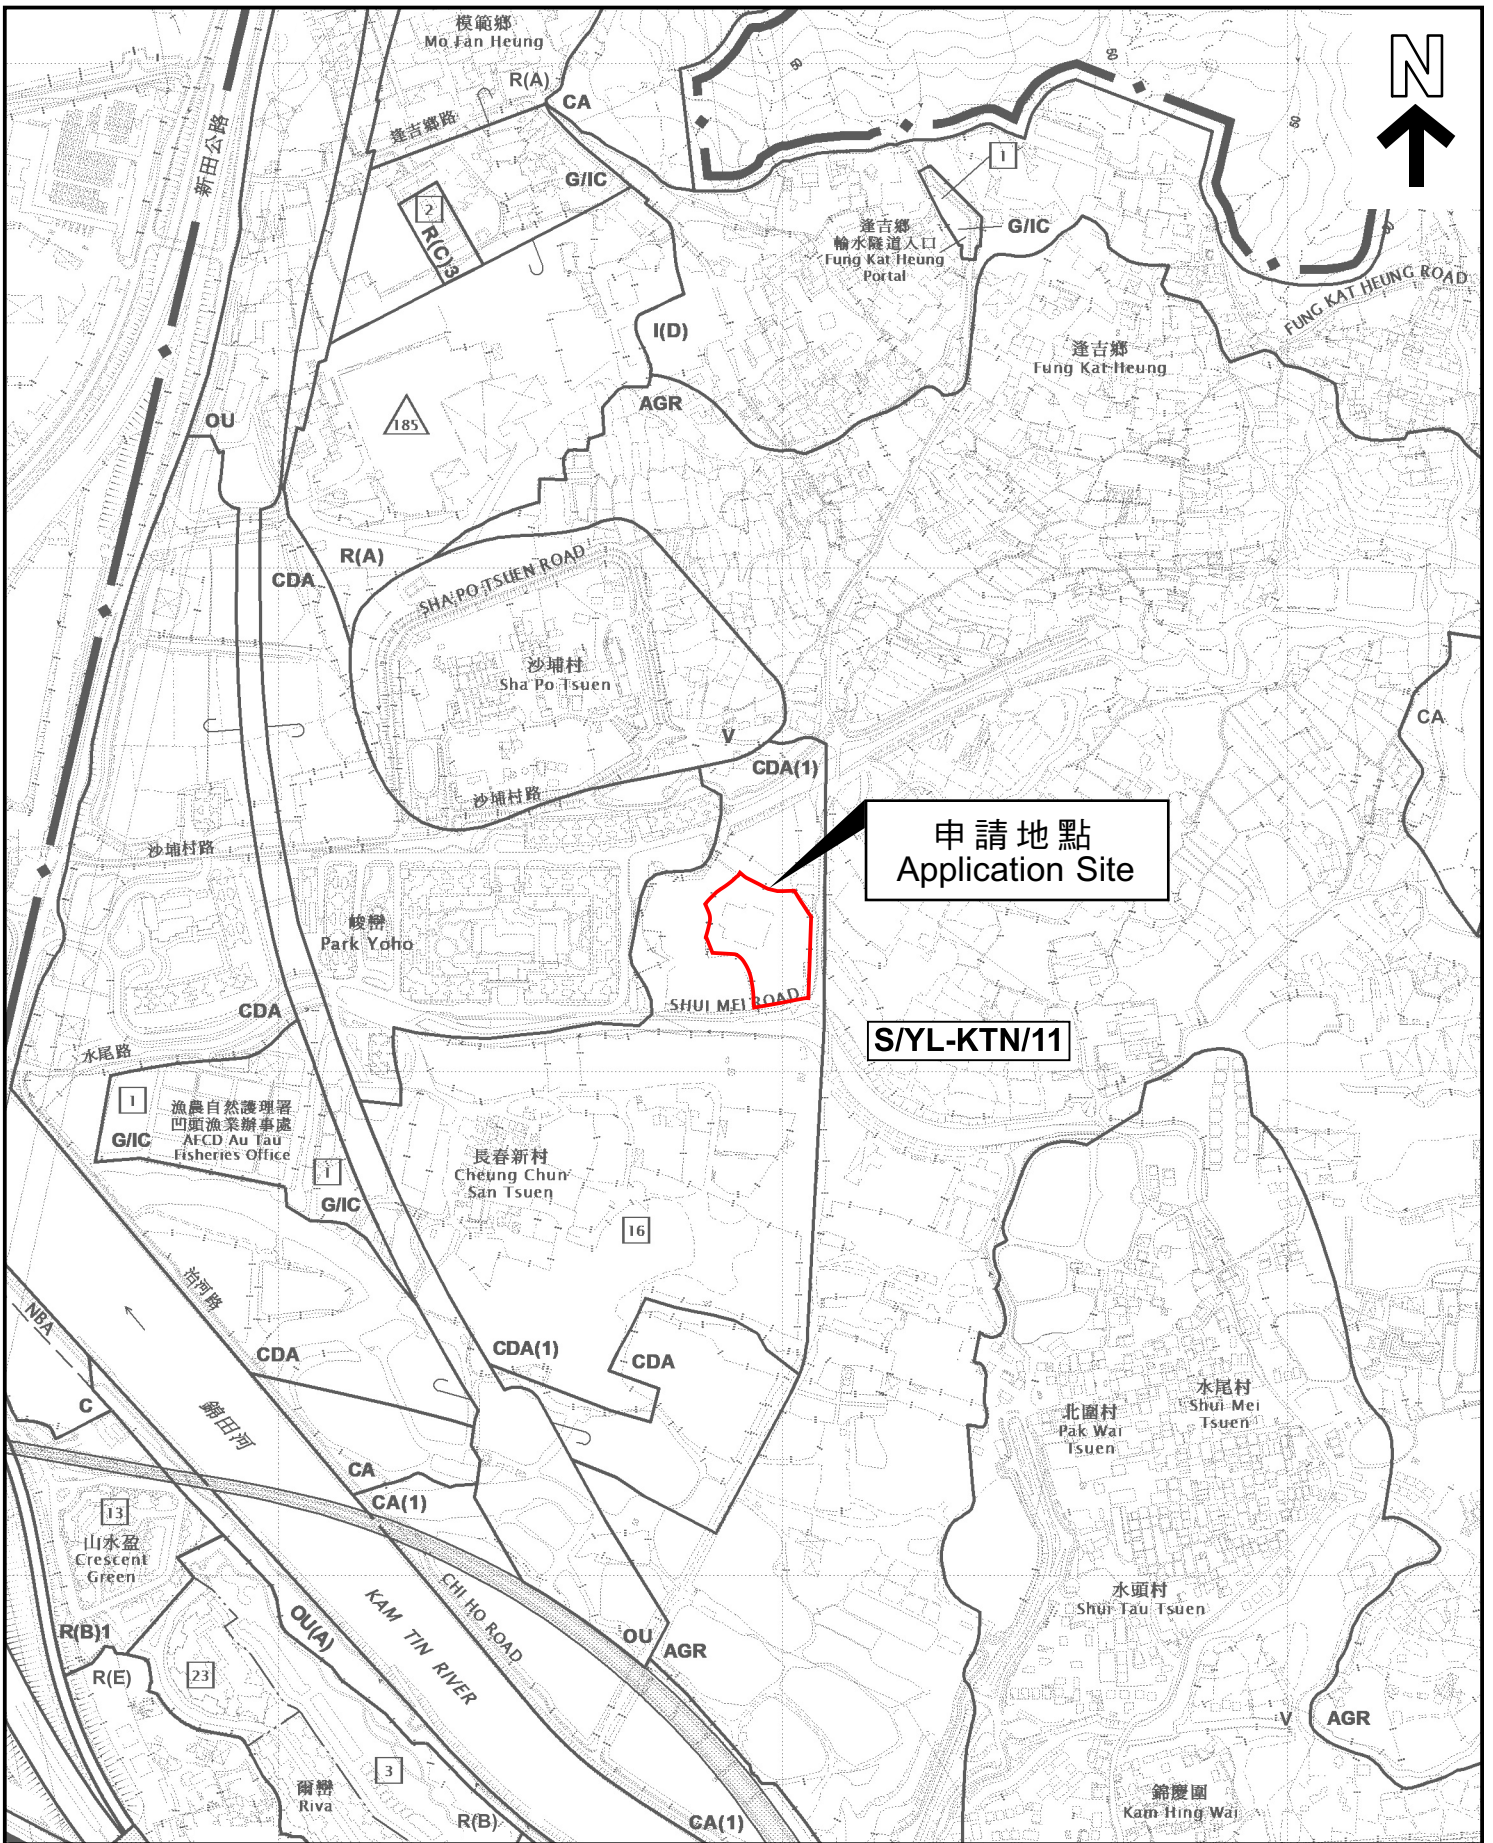 模範鄉
Mo Fan Heung
R(A)
CA
N
50
50
50
50
新田公路
逢吉鄉路
G/IC
1
2
R(C)3
逢吉鄉
輸水隧道入口
Fung Kat Heung
Portal
G/IC
FUNG KAT HEUNG ROAD
I(D)
逢吉鄉
Fung Kat Heung
AGR
OU
185
R(A)
CDA
SHA PO TSUEN ROAD
沙埔村
Sha Po Tsuen
CA
V
CDA(1)
沙埔村路
沙埔村路
申請地點
Application Site
峻巒
Park Yoho
SHUI MEI ROAD
CDA
S/YL-KTN/11
水尾路
1
漁農自然護理署
凹頭漁業辦事處
AFCD Au Tau
Fisheries Office
G/IC
1
G/IC
長春新村
Cheung Chun
San Tsuen
16
治河路
NBA
CDA
CDA(1)
CDA
C
錦田河
水尾村
Shui Mei
Tsuen
北圍村
Pak Wai
Tsuen
CA
CA(1)
13
山水盈
Crescent
Green
KAM TIN RIVER
CHI HO ROAD
水頭村
Shui Tau Tsuen
OU(A)
R(B)1
R(E)
23
OU
AGR
V
AGR
3
爾巒
Riva
R(B)
CA(1)
錦慶圍
Kam Hing Wai